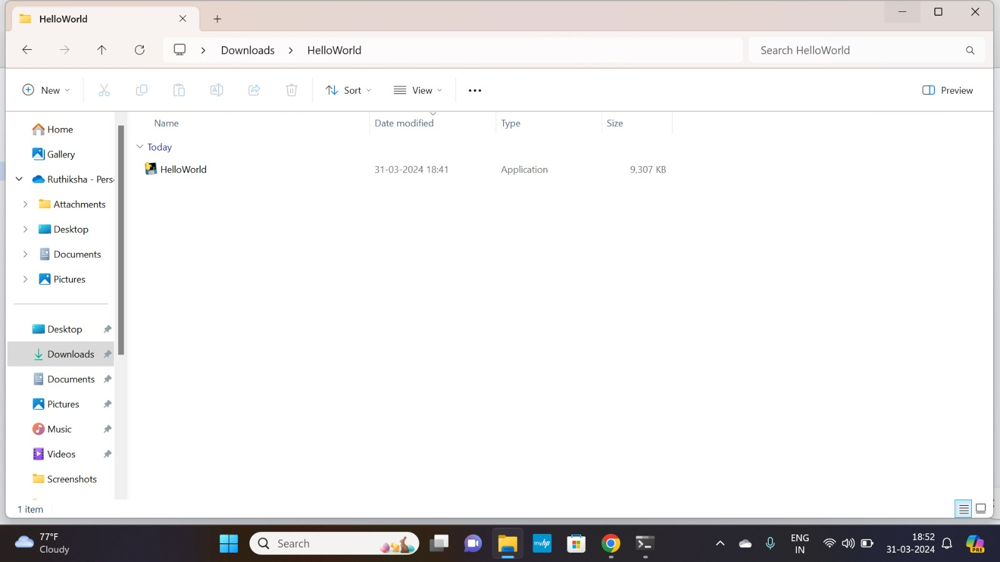 HelloWorld
Downloads HelloWorld
Search HelloWorld
New
Sort
View
Preview
Home
Gallery
Ruthiksha - Pers
Attachments
Desktop
Documents
Pictures
Desktop
Downloads
Documents
Pictures
Music
Videos
Screenshots
Name Date modified Type Size
Today
HelloWorld 31-03-2024 18:41 Application 9,307 KB
1 item
77°F
Cloudy
Search
myhp
ENG
IN
18:52
31-03-2024
PRE